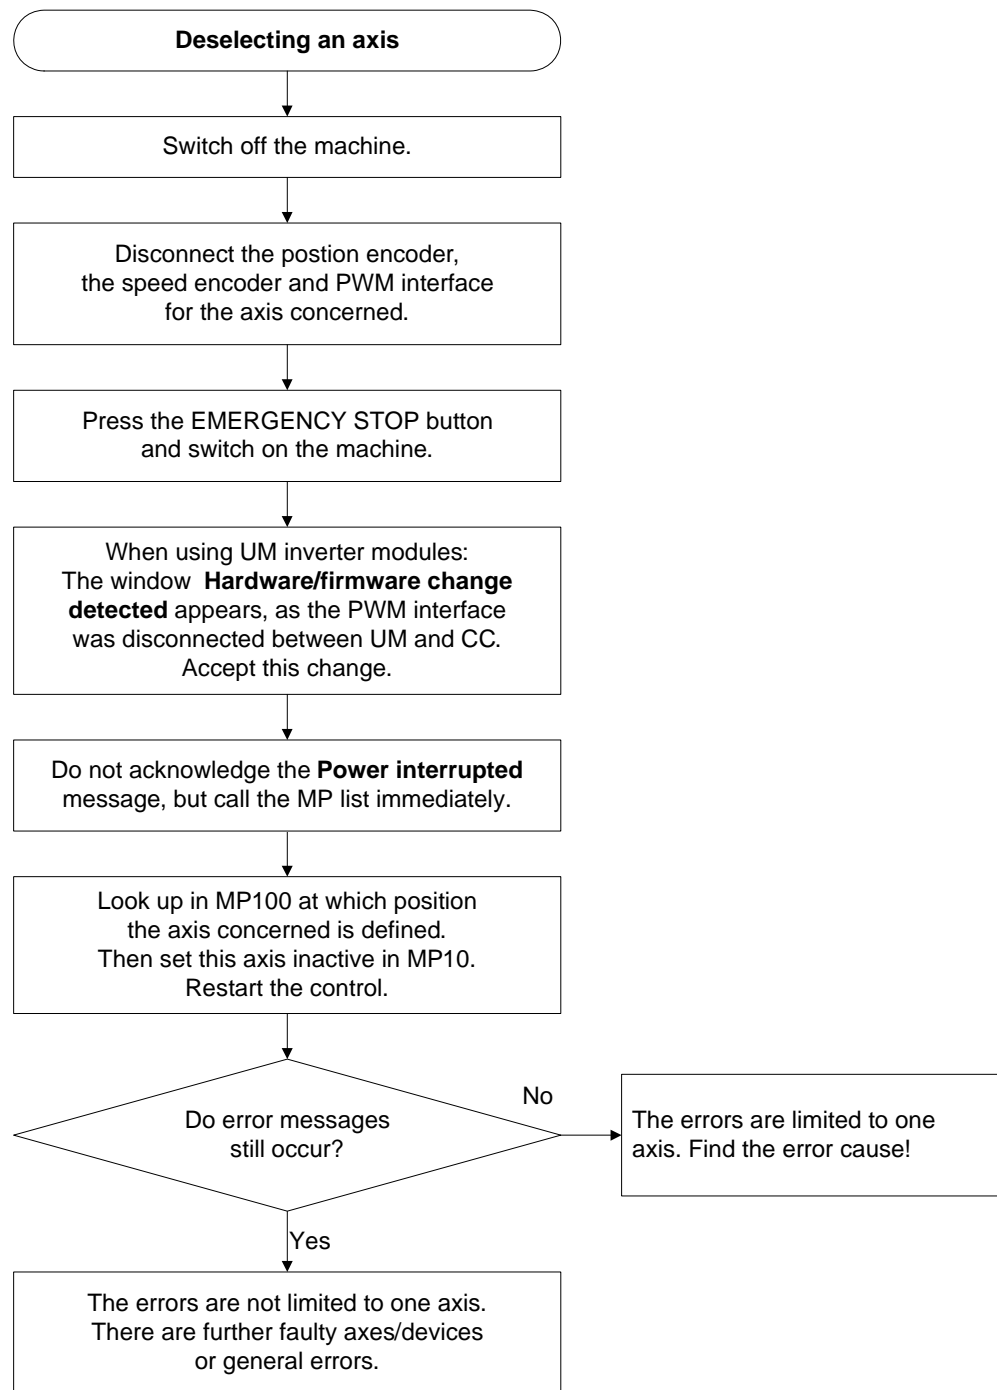 Deselecting an axis
Switch off the machine.
Disconnect the postion encoder,
the speed encoder and PWM interface
for the axis concerned.
Press the EMERGENCY STOP button
and switch on the machine.
When using UM inverter modules:
The window Hardware/firmware change
detected appears, as the PWM interface
was disconnected between UM and CC.
Accept this change.
Do not acknowledge the Power interrupted
message, but call the MP list immediately.
Look up in MP100 at which position
the axis concerned is defined.
Then set this axis inactive in MP10.
Restart the control.
Do error messages
still occur?
No
The errors are limited to one
axis. Find the error cause!
Yes
The errors are not limited to one axis.
There are further faulty axes/devices
or general errors.